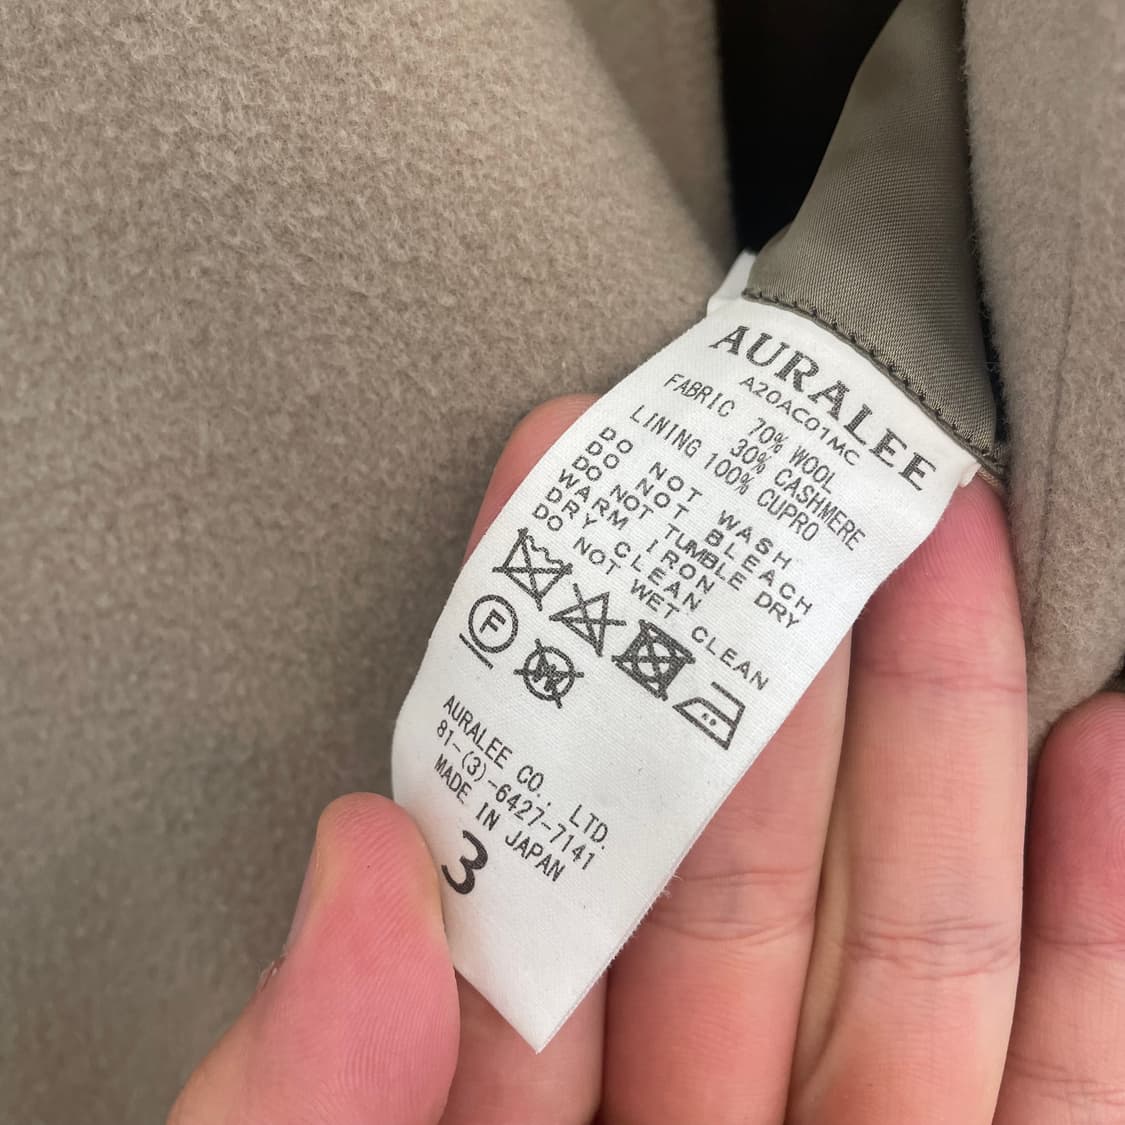 AURALEE
A20AC01MC
FABRIC 70% WOOL
30% CASHMERE
LINING 100% CUPRO
DO NOT WASH
DO NOT BLEACH
DO NOT TUMBLE DRY
WARM IRON
DRY CLEAN
DO NOT WET CLEAN
F
W
AURALEE CO., LTD.
81-(3)-6427-7141
MADE IN JAPAN
3